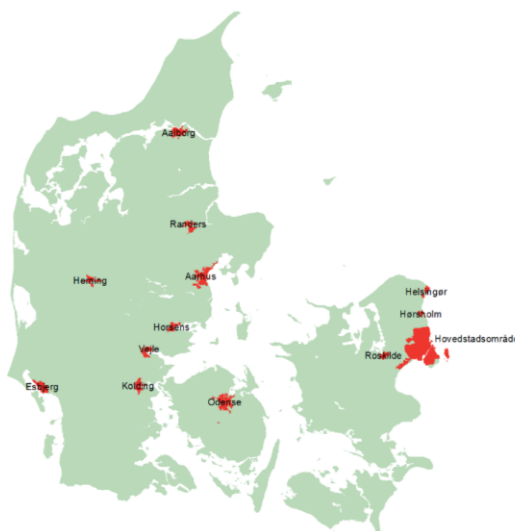 Aalborg
Randers
Herning
Aarhus
Helsingør
Hørsholm
Horsens
Hovedstadsområde
Vejle
Roskilde
Esbjerg
Kolding
Odense